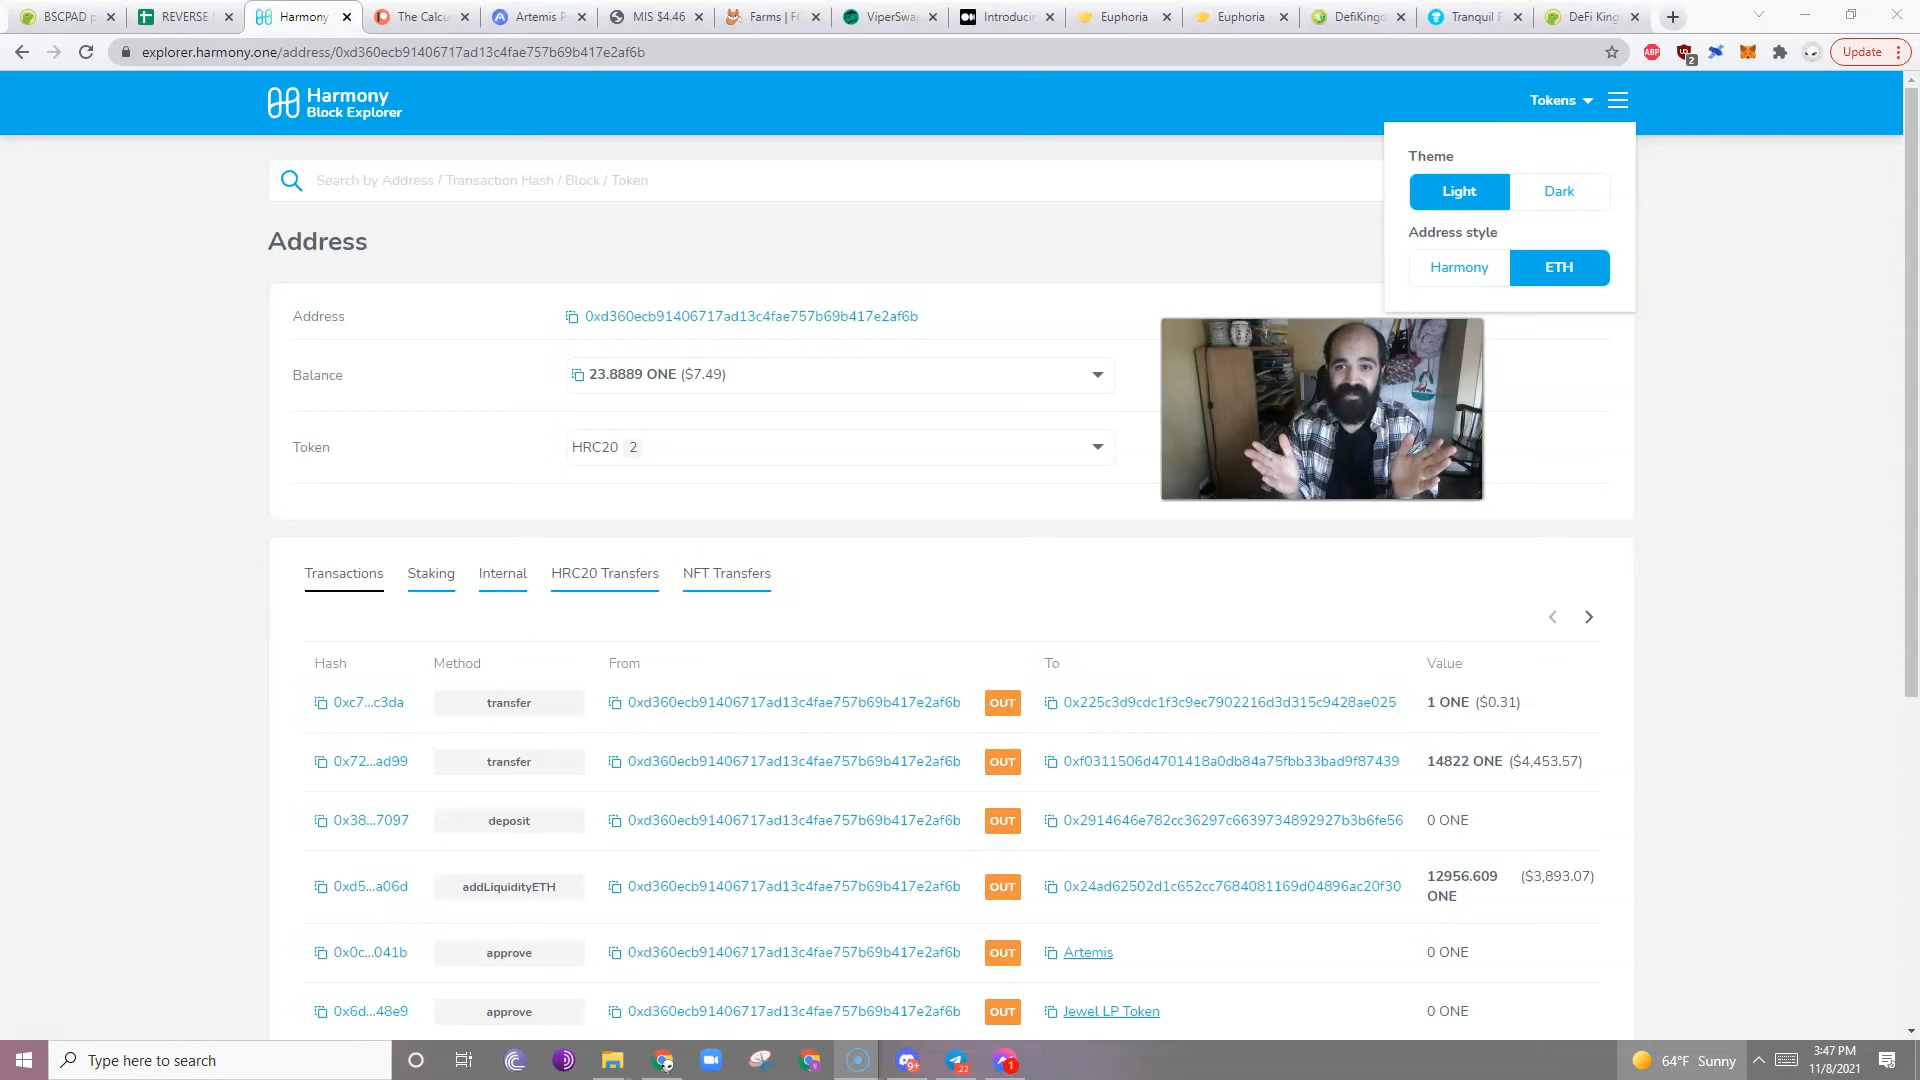 BSCPAD p
REVERSE
Harmony
The Calcu
Artemis P
MIS $4.46
Farms | FO
ViperSwa
Introducin
Euphoria
Euphoria
DefiKingd
Tranquil F
DeFi King
explorer.harmony.one/address/0xd360ecb91406717ad13c4fae757b69b417e2af6b
ABP
2
Update
Harmony
Block Explorer
Tokens
Search by Address / Transaction Hash / Block / Token
Theme
Light
Dark
Address style
Harmony
ETH
Address
Address
0xd360ecb91406717ad13c4fae757b69b417e2af6b
Balance
23.8889 ONE ($7.49)
Token
HRC20 2
Transactions
Staking
Internal
HRC20 Transfers
NFT Transfers
Hash
Method
From
To
Value
0xc7...c3da
transfer
0xd360ecb91406717ad13c4fae757b69b417e2af6b
OUT
0x225c3d9cdc1f3c9ec7902216d3d315c9428ae025
1 ONE ($0.31)
0x72...ad99
transfer
0xd360ecb91406717ad13c4fae757b69b417e2af6b
OUT
0xf0311506d4701418a0db84a75fbb33bad9f87439
14822 ONE ($4,453.57)
0x38...7097
deposit
0xd360ecb91406717ad13c4fae757b69b417e2af6b
OUT
0x2914646e782cc36297c6639734892927b3b6fe56
0 ONE
0xd5...a06d
addLiquidityETH
0xd360ecb91406717ad13c4fae757b69b417e2af6b
OUT
0x24ad62502d1c652cc7684081169d04896ac20f30
12956.609 ($3,893.07)
ONE
0x0c...041b
approve
0xd360ecb91406717ad13c4fae757b69b417e2af6b
OUT
Artemis
0 ONE
0x6d...48e9
approve
0xd360ecb91406717ad13c4fae757b69b417e2af6b
OUT
Jewel LP Token
0 ONE
Type here to search
9+
22
1
64°F Sunny
3:47 PM
11/8/2021